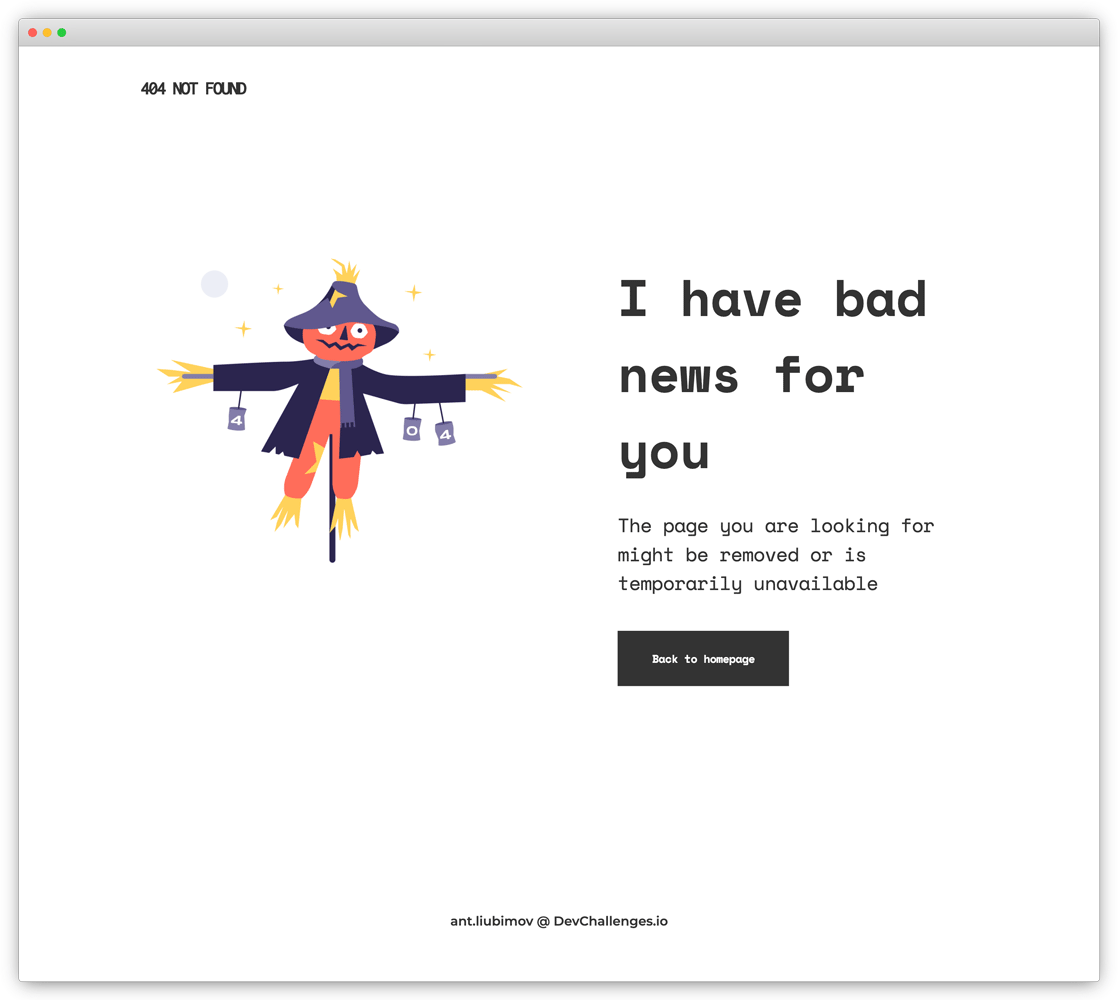 404 NOT FOUND
4
0
4
I have bad
news for
you
The page you are looking for
might be removed or is
temporarily unavailable
Back to homepage
ant.liubimov @ DevChallenges.io